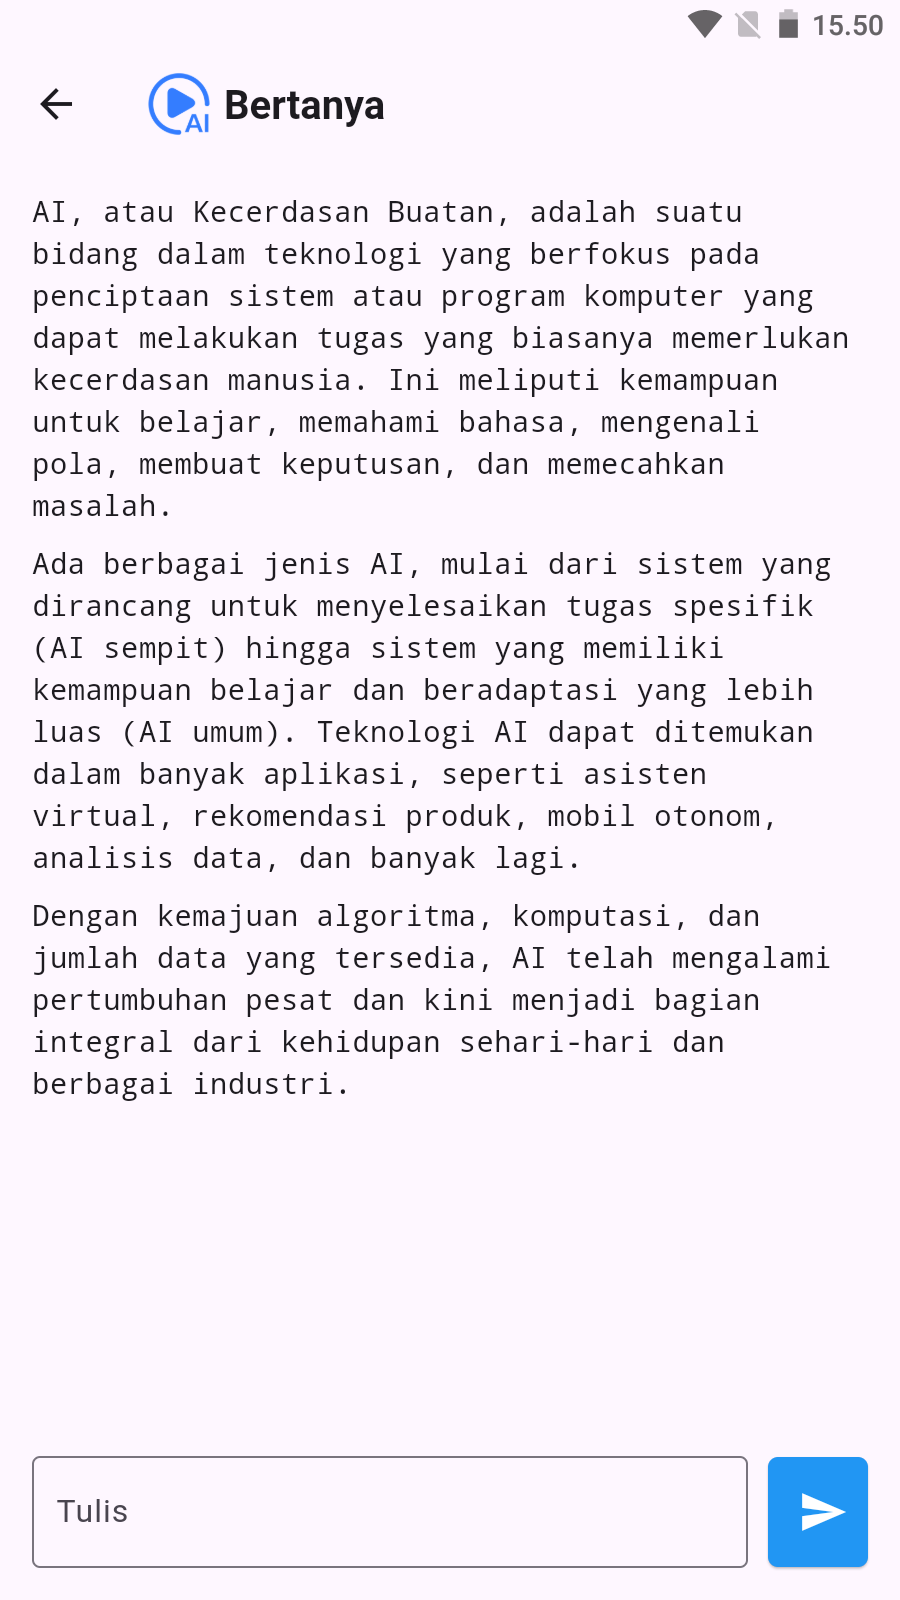 15.50
AI
Bertanya
AI, atau Kecerdasan Buatan, adalah suatu
bidang dalam teknologi yang berfokus pada
penciptaan sistem atau program komputer yang
dapat melakukan tugas yang biasanya memerlukan
kecerdasan manusia. Ini meliputi kemampuan
untuk belajar, memahami bahasa, mengenali
pola, membuat keputusan, dan memecahkan
masalah.
Ada berbagai jenis AI, mulai dari sistem yang
dirancang untuk menyelesaikan tugas spesifik
(AI sempit) hingga sistem yang memiliki
kemampuan belajar dan beradaptasi yang lebih
luas (AI umum). Teknologi AI dapat ditemukan
dalam banyak aplikasi, seperti asisten
virtual, rekomendasi produk, mobil otonom,
analisis data, dan banyak lagi.
Dengan kemajuan algoritma, komputasi, dan
jumlah data yang tersedia, AI telah mengalami
pertumbuhan pesat dan kini menjadi bagian
integral dari kehidupan sehari-hari dan
berbagai industri.
Tulis